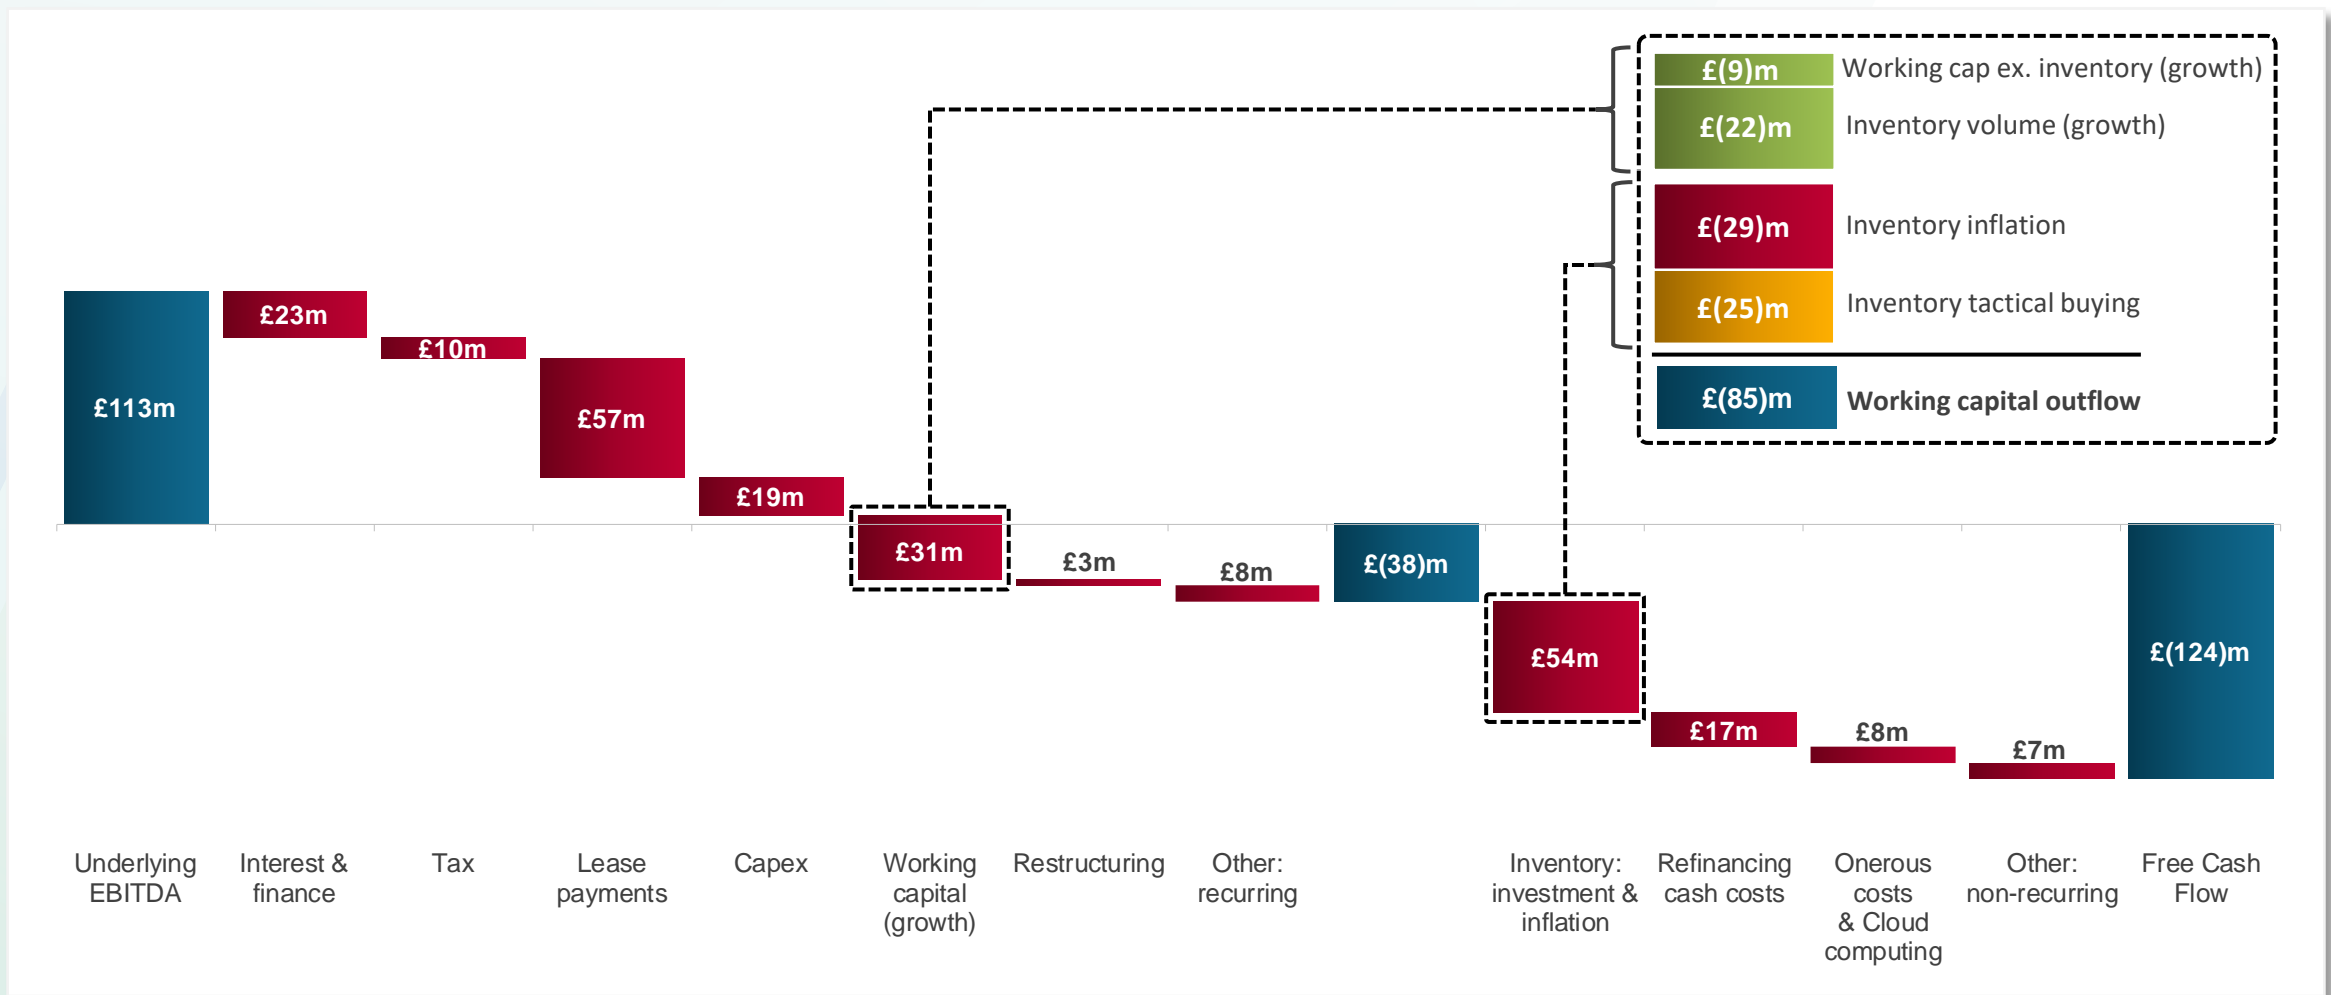 £(9)m Working cap ex. inventory (growth)
£(22)m Inventory volume (growth)
£(29)m Inventory inflation
£(25)m Inventory tactical buying
£(85)m Working capital outflow
£113m
£23m
£10m
£57m
£19m
£31m
£3m
£8m
£(38)m
£54m
£17m
£8m
£7m
£(124)m
Underlying
EBITDA
Interest &
finance
Tax
Lease
payments
Capex
Working
capital
(growth)
Restructuring
Other:
recurring
Inventory:
investment &
inflation
Refinancing
cash costs
Onerous
costs
& Cloud
computing
Other:
non-recurring
Free Cash
Flow